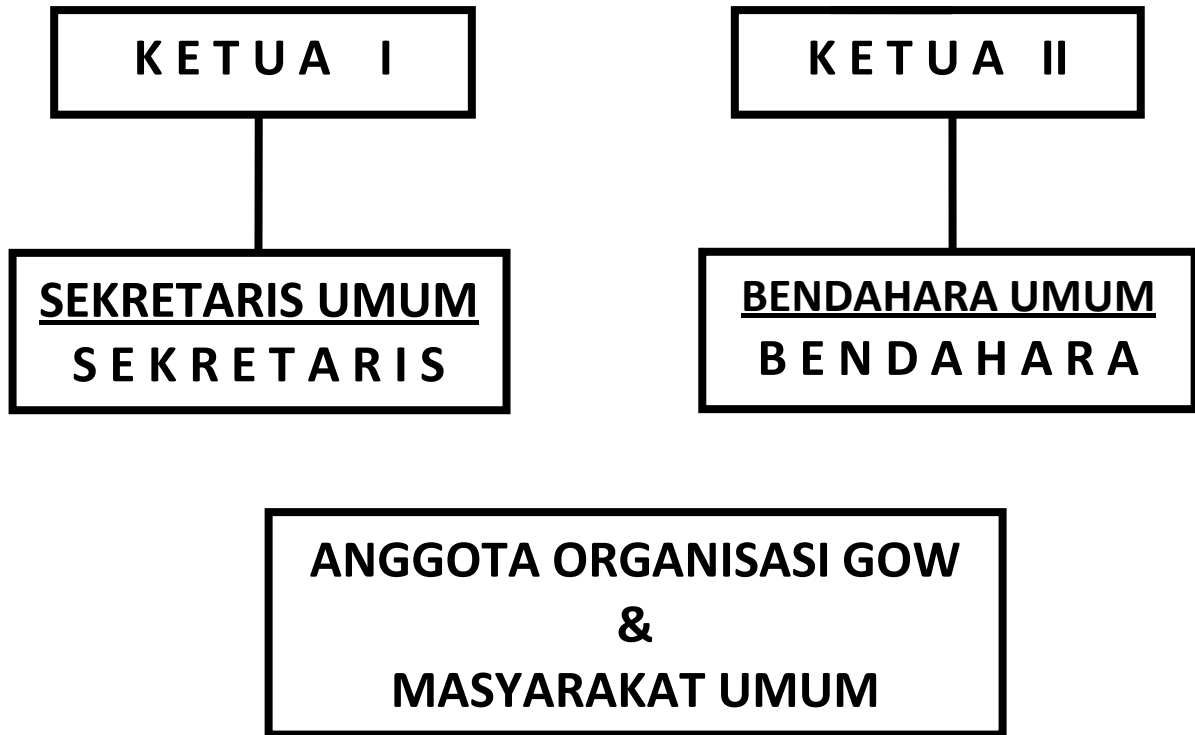 K E T U A I
K E T U A II
SEKRETARIS UMUM
S E K R E T A R I S
BENDAHARA UMUM
B E N D A H A R A
ANGGOTA ORGANISASI GOW
&
MASYARAKAT UMUM